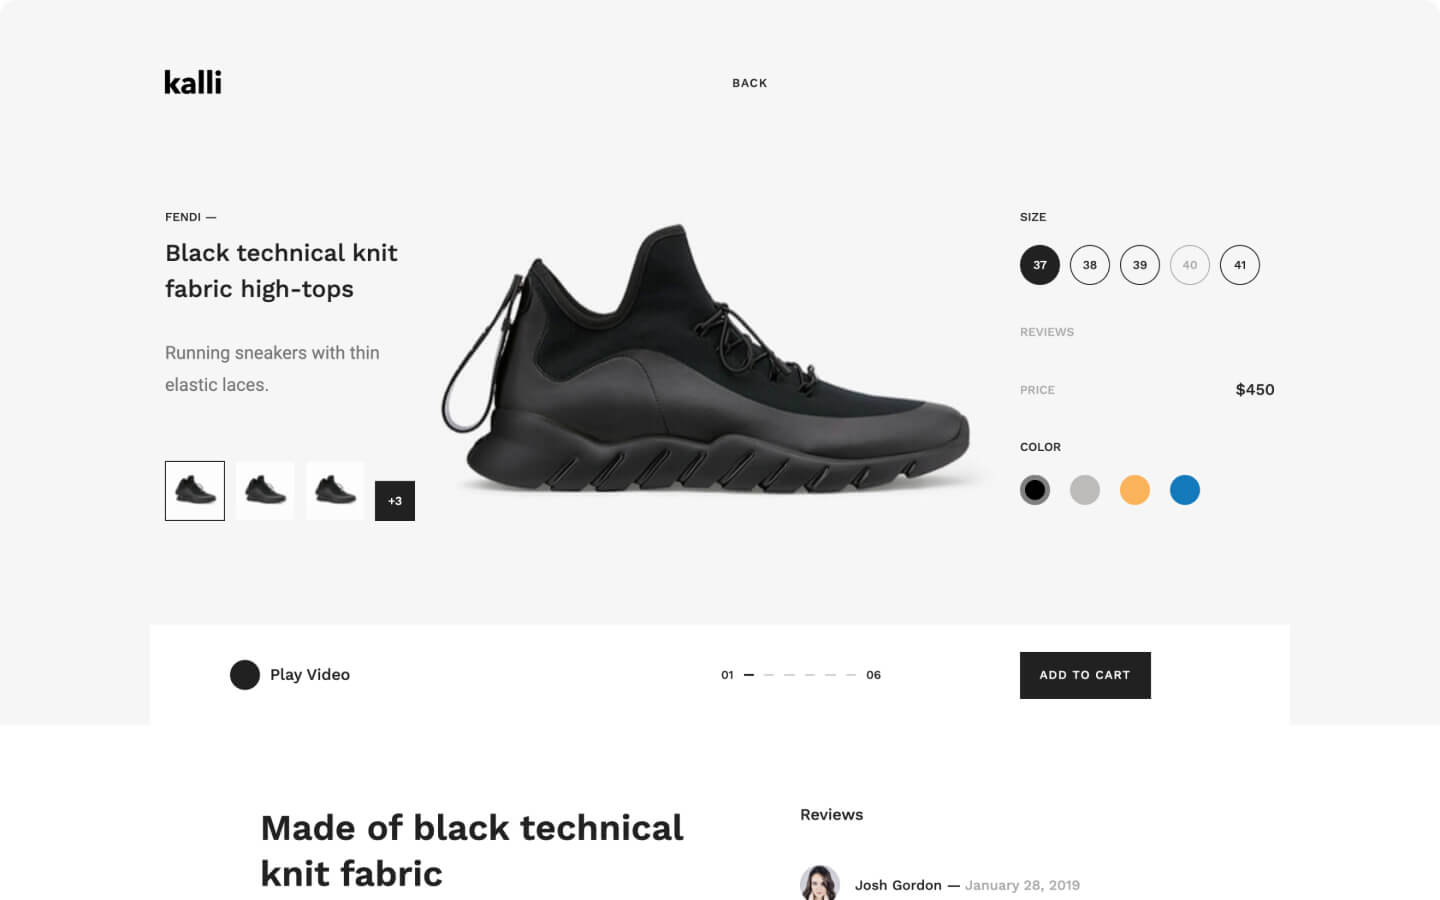 kalli
BACK
FENDI —
Black technical knit
fabric high-tops
Running sneakers with thin
elastic laces.
+3
SIZE
37 38 39 40 41
REVIEWS
PRICE $450
COLOR
Play Video
01 06
ADD TO CART
Made of black technical
knit fabric
Reviews
Josh Gordon — January 28, 2019